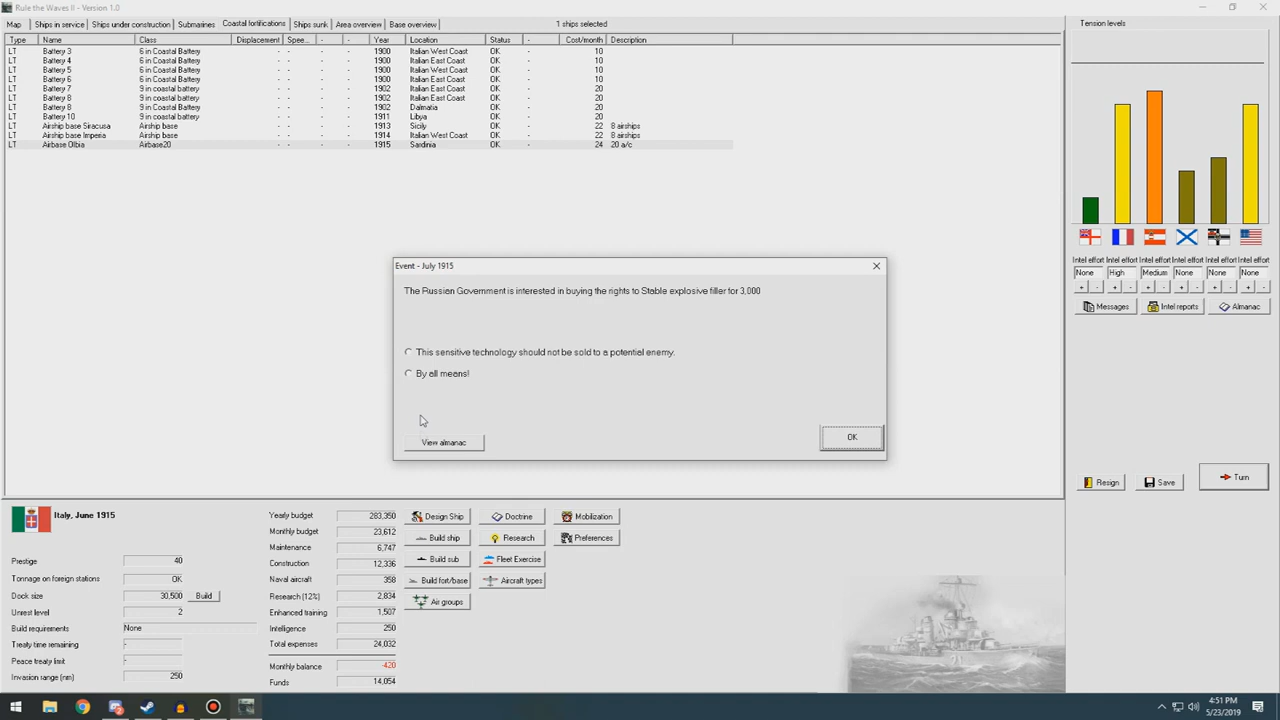 Rule the Waves II - Version 1.0
Map Ships in service Ships under construction Submarines Coastal fortifications Ships sunk Area overview Base overview 1 ships selected
Type Name Class Displacement Spee... - - Year Location Status - Cost/month Description
LT Battery 3 6 in Coastal Battery - - - - 1900 Italian West Coast OK - 10
LT Battery 4 6 in Coastal Battery - - - - 1900 Italian East Coast OK - 10
LT Battery 5 6 in Coastal Battery - - - - 1900 Italian West Coast OK - 10
LT Battery 6 6 in Coastal Battery - - - - 1900 Italian East Coast OK - 10
LT Battery 7 9 in coastal battery - - - - 1902 Italian East Coast OK - 20
LT Battery 8 9 in coastal battery - - - - 1902 Italian East Coast OK - 20
LT Battery 8 9 in coastal battery - - - - 1902 Dalmatia OK - 20
LT Battery 10 9 in coastal battery - - - - 1911 Libya OK - 20
LT Airship base Siracusa Airship base - - - - 1913 Sicily OK - 22 8 airships
LT Airship base Imperia Airship base - - - - 1914 Italian West Coast OK - 22 8 airships
LT Airbase Olbia Airbase20 - - - - 1915 Sardinia OK - 24 20 a/c
Tension levels
Intel effort Intel effort Intel effort Intel effort Intel effort Intel effort
None High Medium None None None
+ - + - + - + - + - + -
Messages Intel reports Almanac
Resign Save Turn
Event - July 1915
The Russian Government is interested in buying the rights to Stable explosive filler for 3,000
This sensitive technology should not be sold to a potential enemy.
By all means!
View almanac
OK
Italy, June 1915
Prestige 40
Tonnage on foreign stations OK
Dock size 30,500 Build
Unrest level 2
Build requirements None
Treaty time remaining -
Peace treaty limit -
Invasion range (nm) 250
Yearly budget 283,350
Monthly budget 23,612
Maintenance 6,747
Construction 12,336
Naval aircraft 358
Research (12%) 2,834
Enhanced training 1,507
Intelligence 250
Total expenses 24,032
Monthly balance -420
Funds 14,054
Design Ship Doctrine Mobilization
Build ship Research Preferences
Build sub Fleet Exercise
Build fort/base Aircraft types
Air groups
4:51 PM
5/23/2019